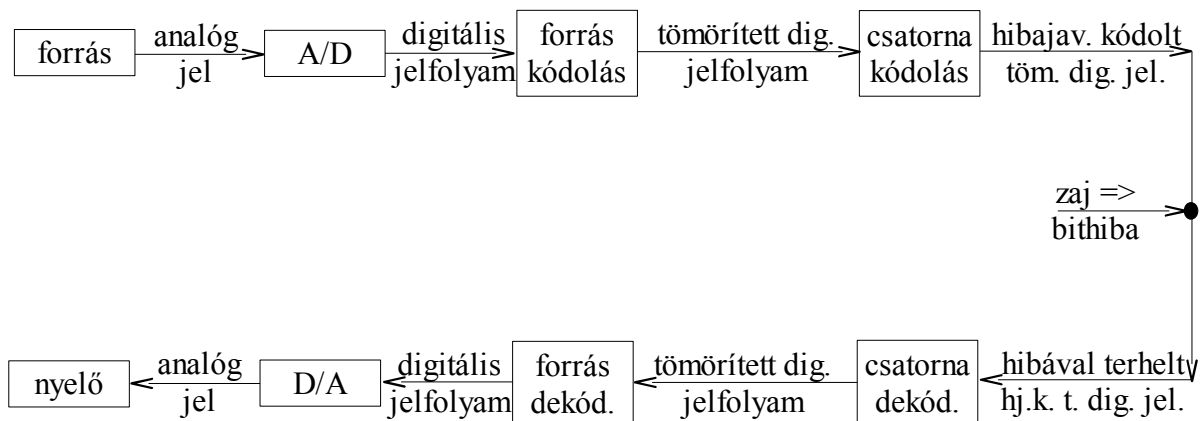 forrás
analóg
jel
A/D
digitális
jelfolyam
forrás
kódolás
tömörített dig.
jelfolyam
csatorna
kódolás
hibajav. kódolt
töm. dig. jel.
zaj =>
bithiba
nyelő
analóg
jel
D/A
digitális
jelfolyam
forrás
dekód.
tömörített dig.
jelfolyam
csatorna
dekód.
hibával terhelt
hj.k. t. dig. jel.